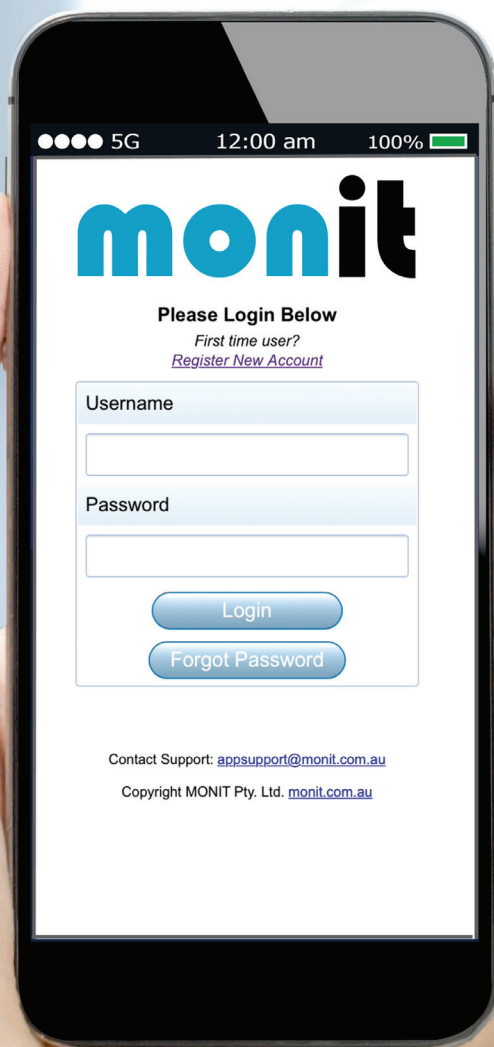 5G 12:00 am 100%
monit
Please Login Below
First time user?
Register New Account
Username
Password
Login
Forgot Password
Contact Support: appsupport@monit.com.au
Copyright MONIT Pty. Ltd. monit.com.au